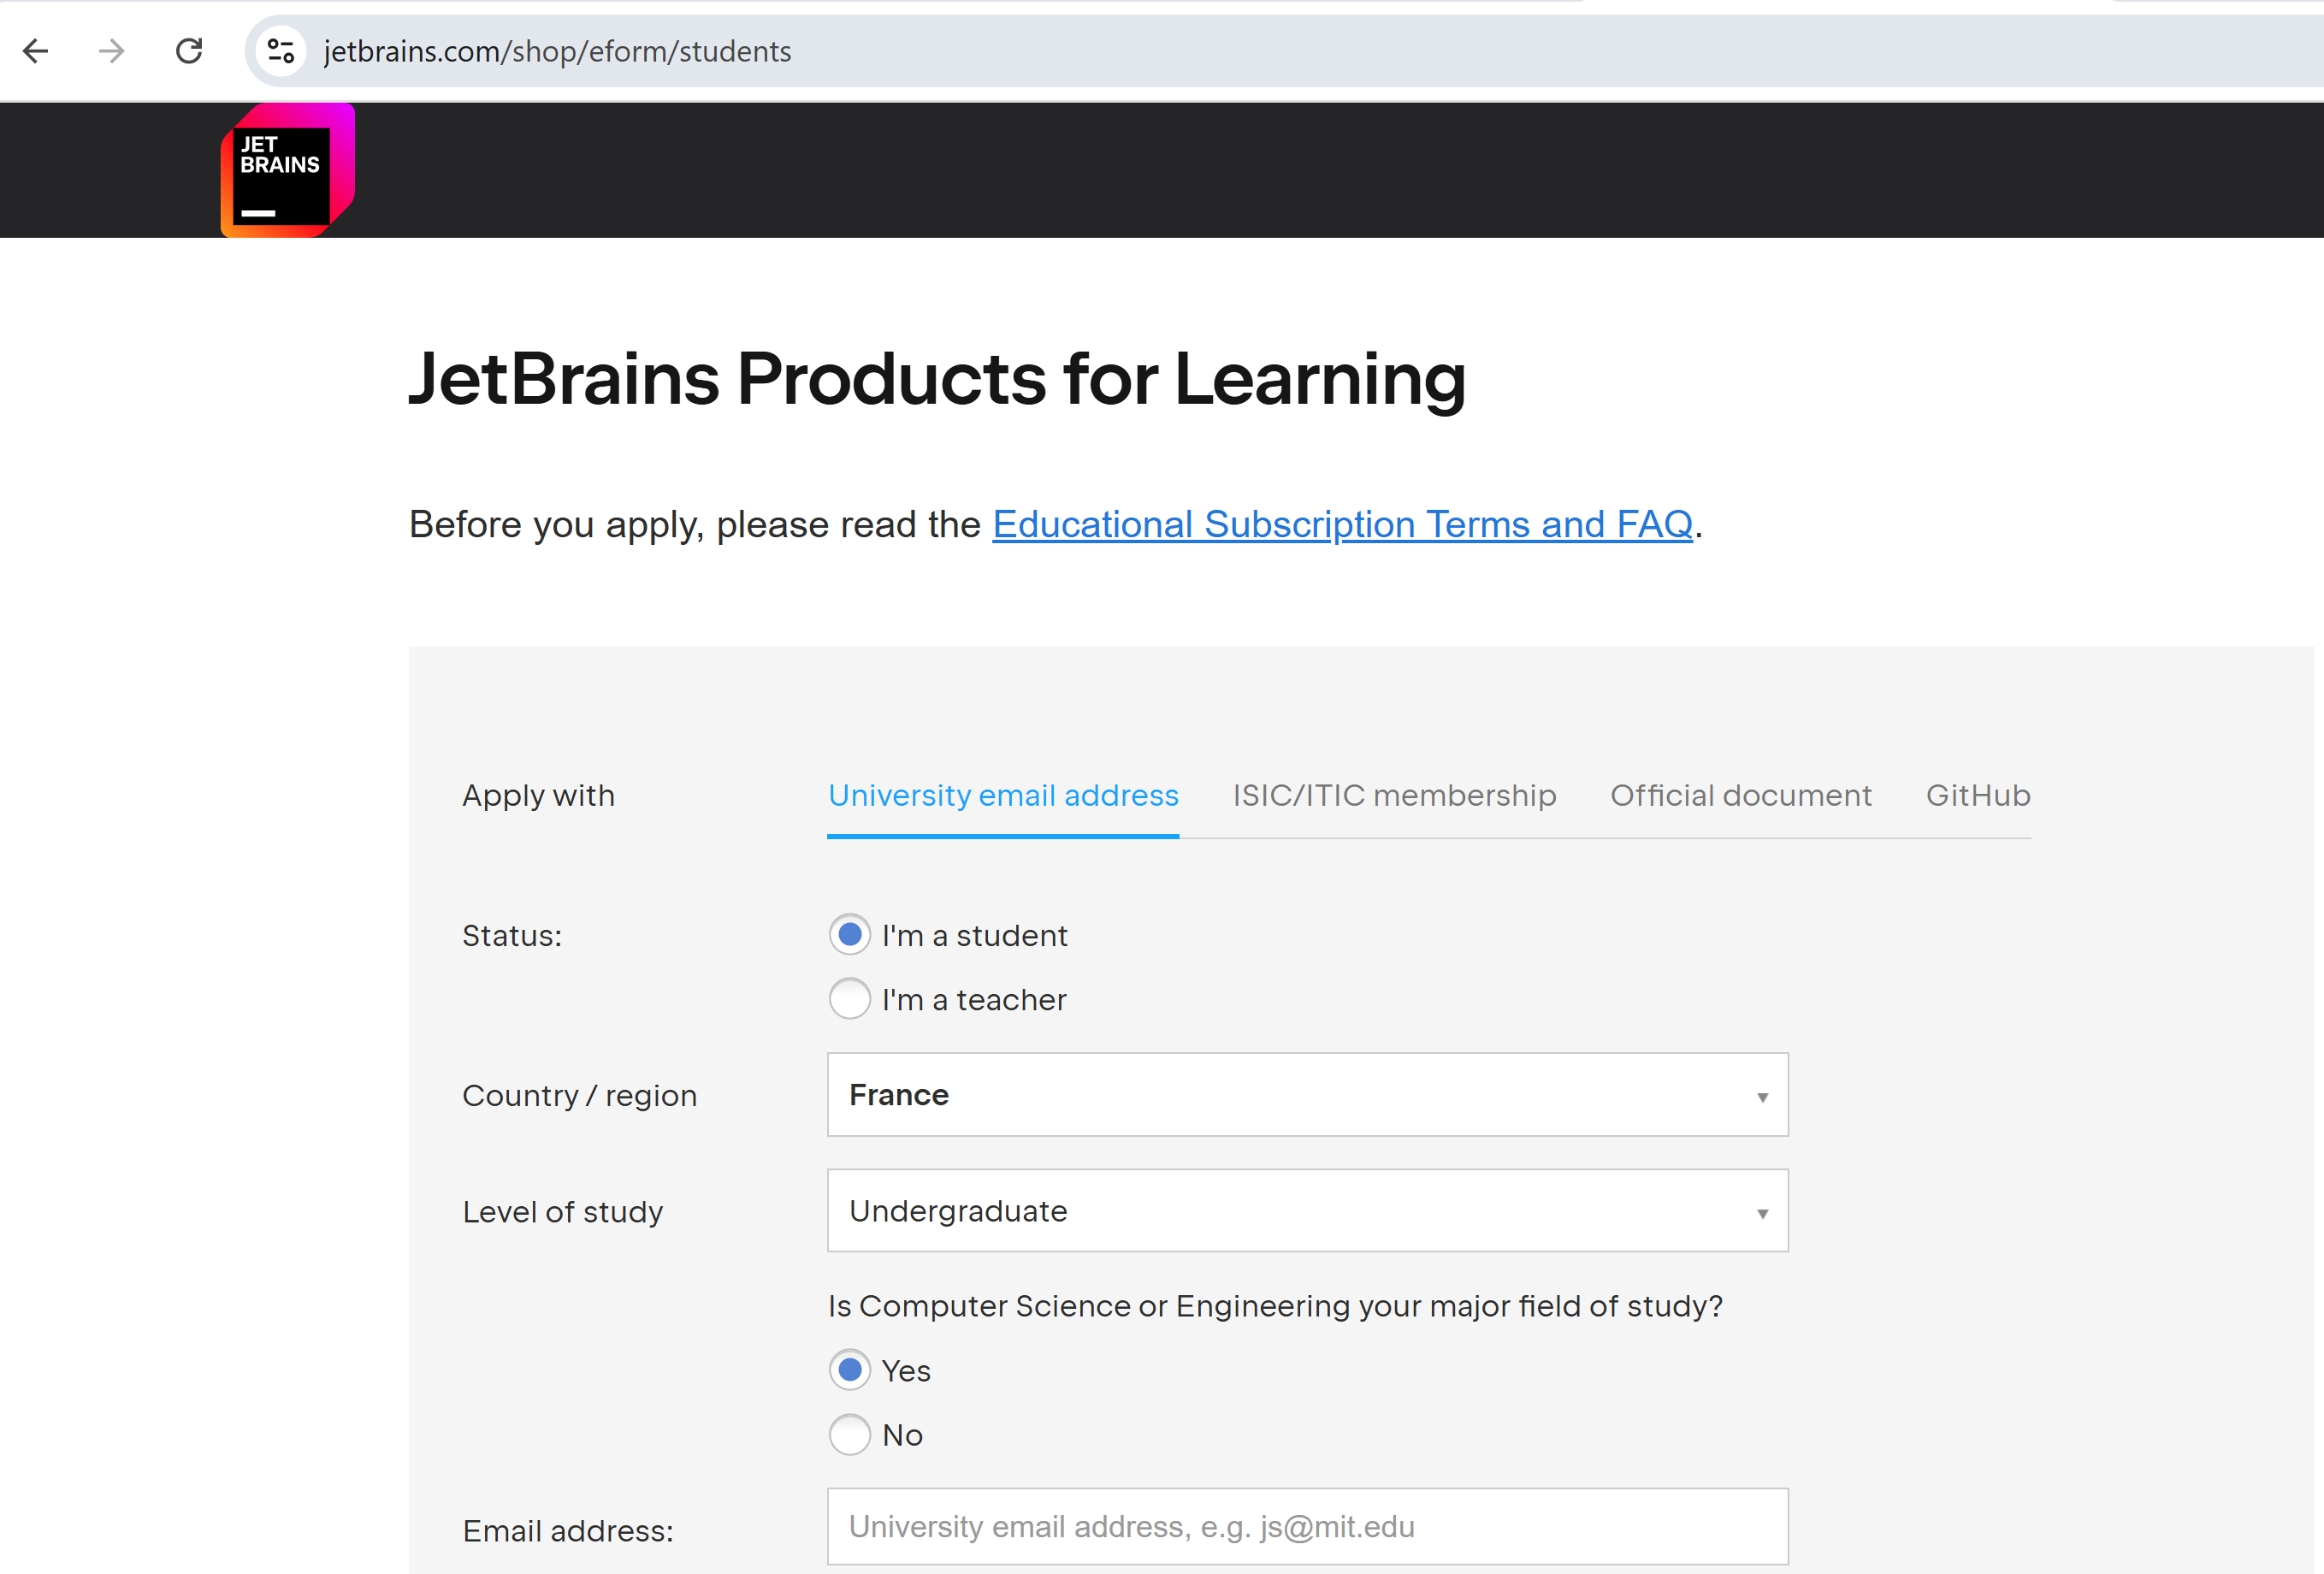 jetbrains.com/shop/eform/students
JET
BRAINS
JetBrains Products for Learning
Before you apply, please read the Educational Subscription Terms and FAQ.
Apply with University email address ISIC/ITIC membership Official document GitHub
Status: I'm a student
I'm a teacher
Country / region France
Level of study Undergraduate
Is Computer Science or Engineering your major field of study?
Yes
No
Email address: University email address, e.g. js@mit.edu